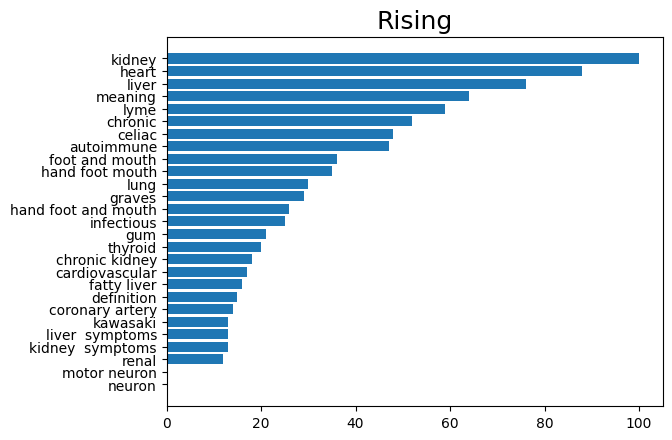 Rising
kidney
heart
liver
meaning
lyme
chronic
celiac
autoimmune
foot and mouth
hand foot mouth
lung
graves
hand foot and mouth
infectious
gum
thyroid
chronic kidney
cardiovascular
fatty liver
definition
coronary artery
kawasaki
liver  symptoms
kidney  symptoms
renal
motor neuron
neuron
0 20 40 60 80 100